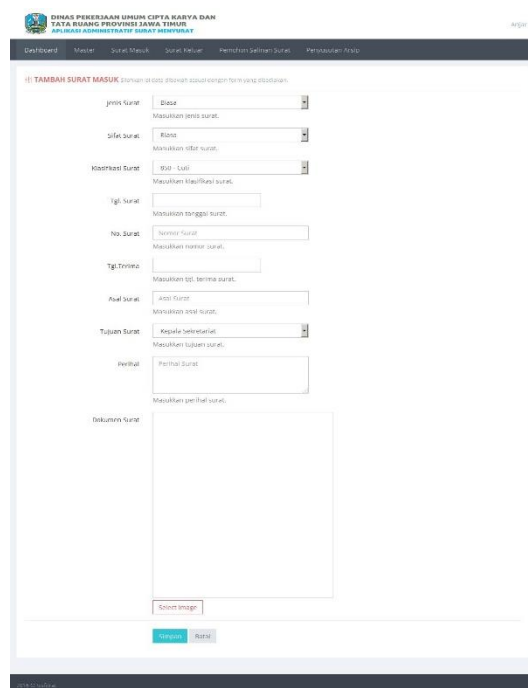 DINAS PEKERJAAN UMUM CIPTA KARYA DAN
TATA RUANG PROVINSI JAWA TIMUR
APLIKASI ADMINISTRATIF SURAT MENYURAT
Dashboard Master Surat Masuk Surat Keluar Pemohon Salinan Surat Penyusutan Arsip
TAMBAH SURAT MASUK
Jenis Surat Biasa
Masukkan jenis surat.
Sifat Surat Biasa
Masukkan sifat surat.
Klasifikasi Surat 850 - Cuti
Masukkan klasifikasi surat.
Tgl. Surat
Masukkan tanggal surat.
No. Surat Nomor Surat
Masukkan nomor surat.
Tgl.Terima
Masukkan tgl. terima surat.
Asal Surat Asal Surat
Masukkan asal surat.
Tujuan Surat Kepala Sekretariat
Masukkan tujuan surat.
Perihal Perihal Surat
Masukkan perihal surat.
Dokumen Surat
Select image
Simpan Batal